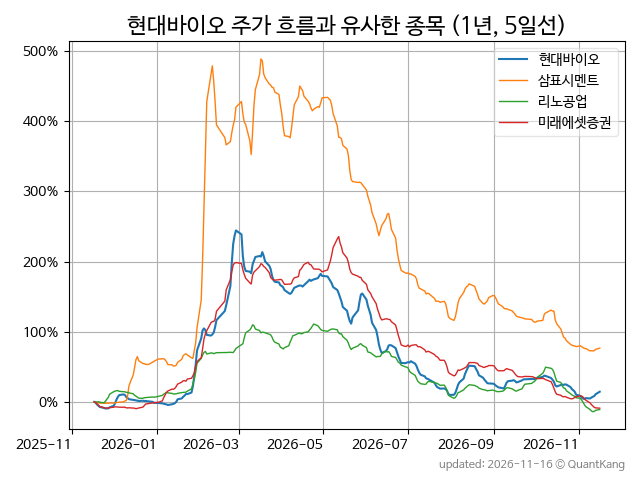 현대바이오 주가 흐름과 유사한 종목 (1년, 5일선)
500%
400%
300%
200%
100%
0%
현대바이오
삼표시멘트
리노공업
미래에셋증권
2025-11
2026-01
2026-03
2026-05
2026-07
2026-09
2026-11
updated: 2026-11-16 © QuantKang